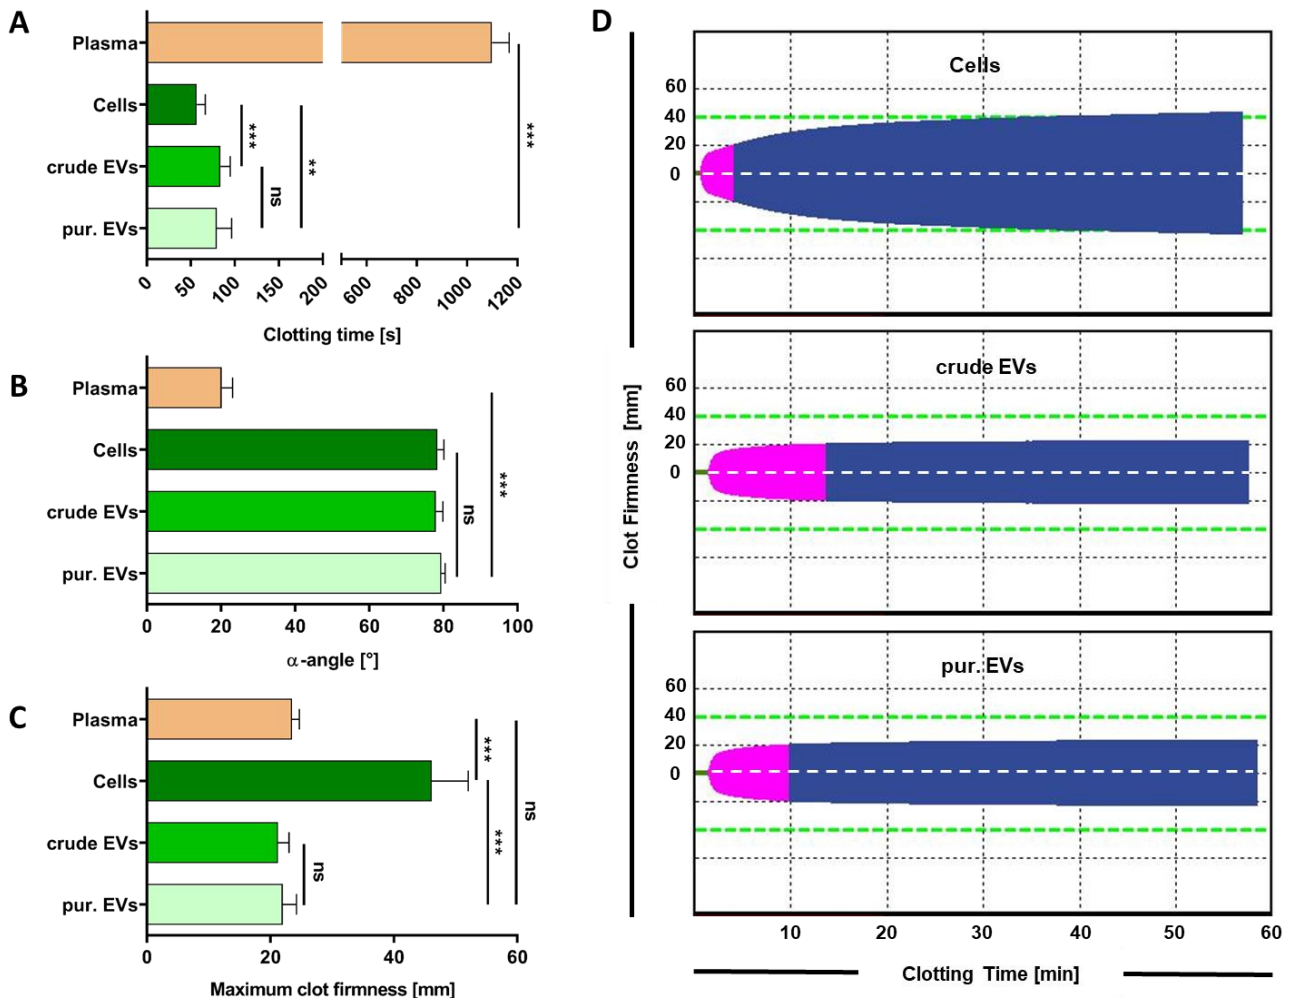 A
Plasma
Cells
crude EVs
pur. EVs
***
ns
**
***
0 50 100 150 200 600 800 1000 1200
Clotting time [s]
B
Plasma
Cells
crude EVs
pur. EVs
ns
***
0 20 40 60 80 100
α-angle [°]
C
Plasma
Cells
crude EVs
pur. EVs
ns
***
***
ns
0 20 40 60
Maximum clot firmness [mm]
D
Clot Firmness [mm]
Cells
60
40
20
0
crude EVs
60
40
20
0
pur. EVs
60
40
20
0
10 20 30 40 50 60
Clotting Time [min]